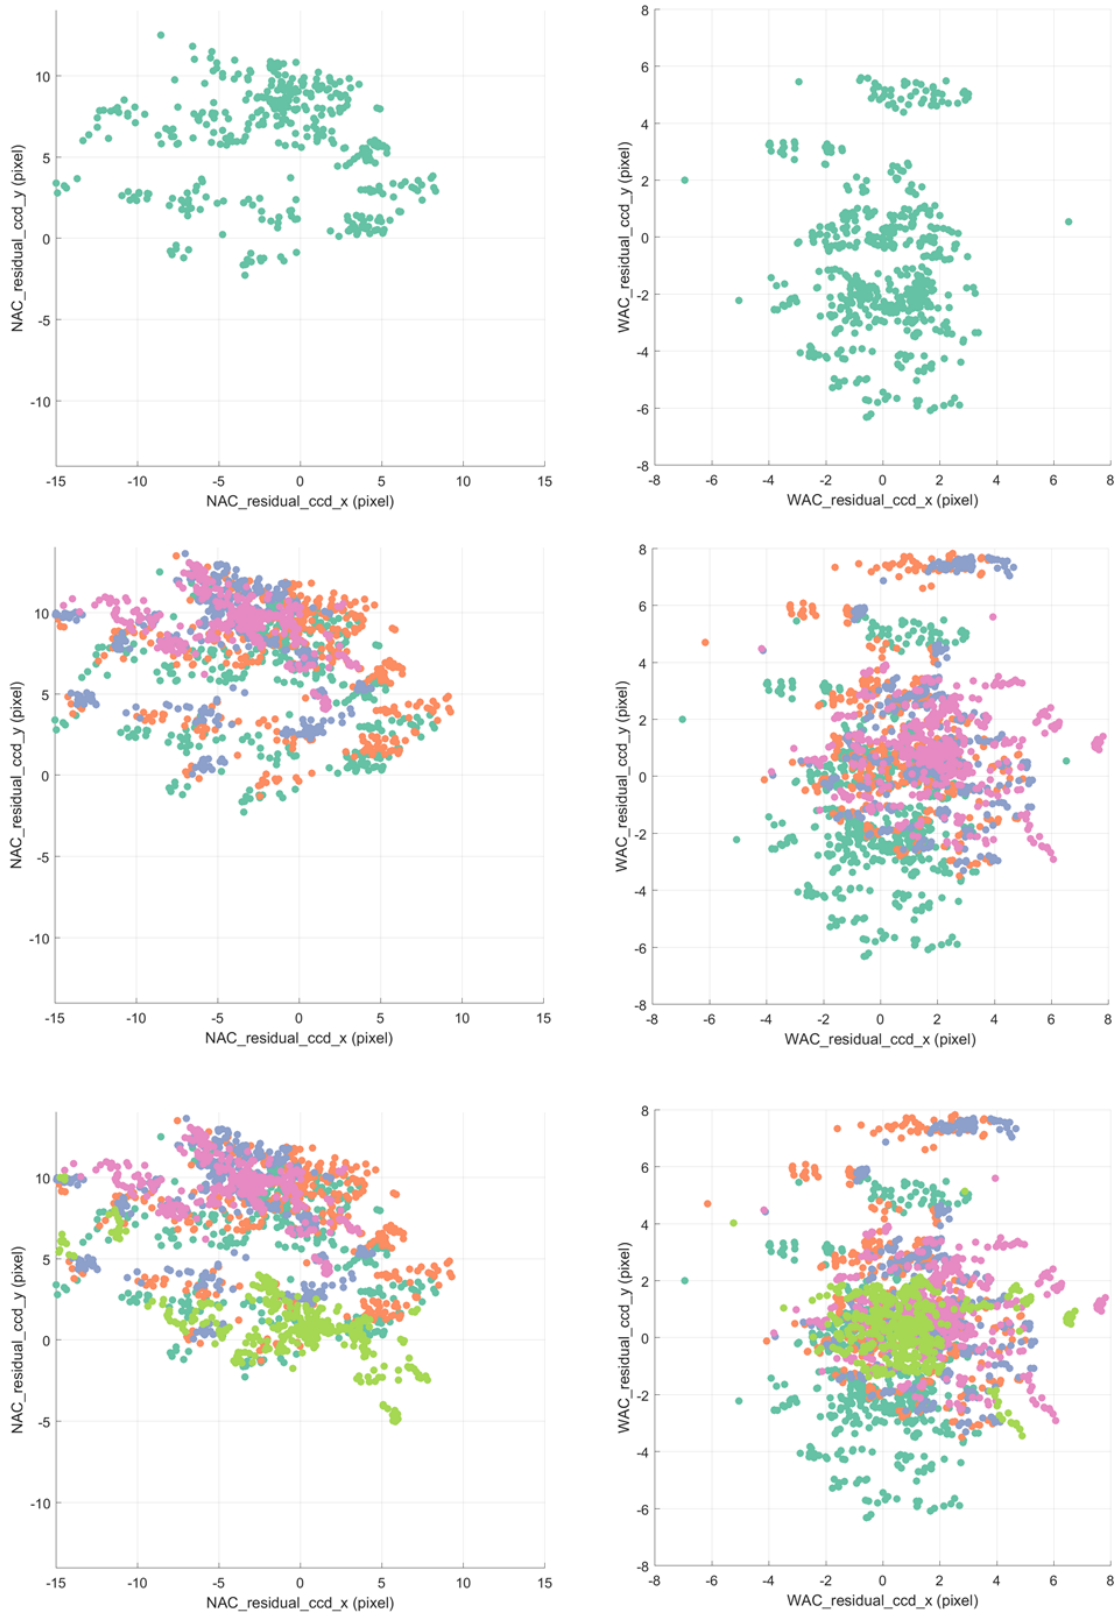 10
5
0
-5
-10
-15 -10 -5 0 5 10 15
NAC_residual_ccd_y (pixel)
NAC_residual_ccd_x (pixel)
8
6
4
2
0
-2
-4
-6
-8
-8 -6 -4 -2 0 2 4 6 8
WAC_residual_ccd_y (pixel)
WAC_residual_ccd_x (pixel)
10
5
0
-5
-10
-15 -10 -5 0 5 10 15
NAC_residual_ccd_y (pixel)
NAC_residual_ccd_x (pixel)
8
6
4
2
0
-2
-4
-6
-8
-8 -6 -4 -2 0 2 4 6 8
WAC_residual_ccd_y (pixel)
WAC_residual_ccd_x (pixel)
10
5
0
-5
-10
-15 -10 -5 0 5 10 15
NAC_residual_ccd_y (pixel)
NAC_residual_ccd_x (pixel)
8
6
4
2
0
-2
-4
-6
-8
-8 -6 -4 -2 0 2 4 6 8
WAC_residual_ccd_y (pixel)
WAC_residual_ccd_x (pixel)